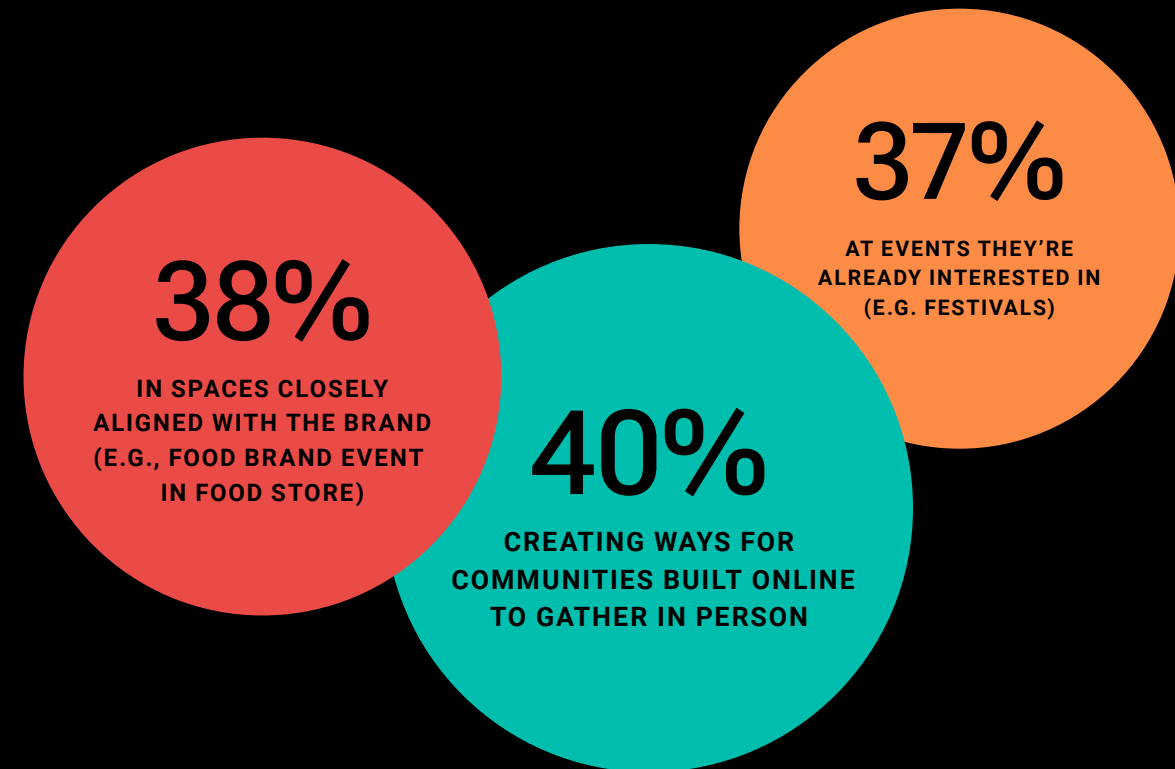 38%
IN SPACES CLOSELY
ALIGNED WITH THE BRAND
(E.G., FOOD BRAND EVENT
IN FOOD STORE)
40%
CREATING WAYS FOR
COMMUNITIES BUILT ONLINE
TO GATHER IN PERSON
37%
AT EVENTS THEY’RE
ALREADY INTERESTED IN
(E.G. FESTIVALS)